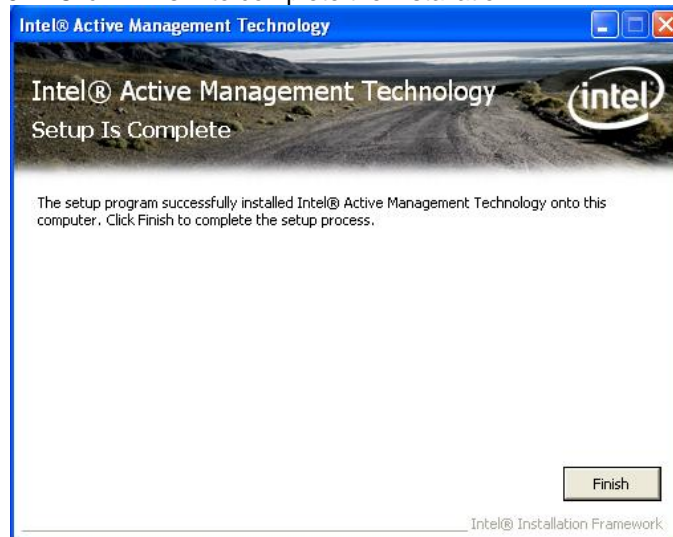 Intel® Active Management Technology
Intel® Active Management Technology
intel
Setup Is Complete
The setup program successfully installed Intel® Active Management Technology onto this
computer. Click Finish to complete the setup process.
Finish
Intel® Installation Framework